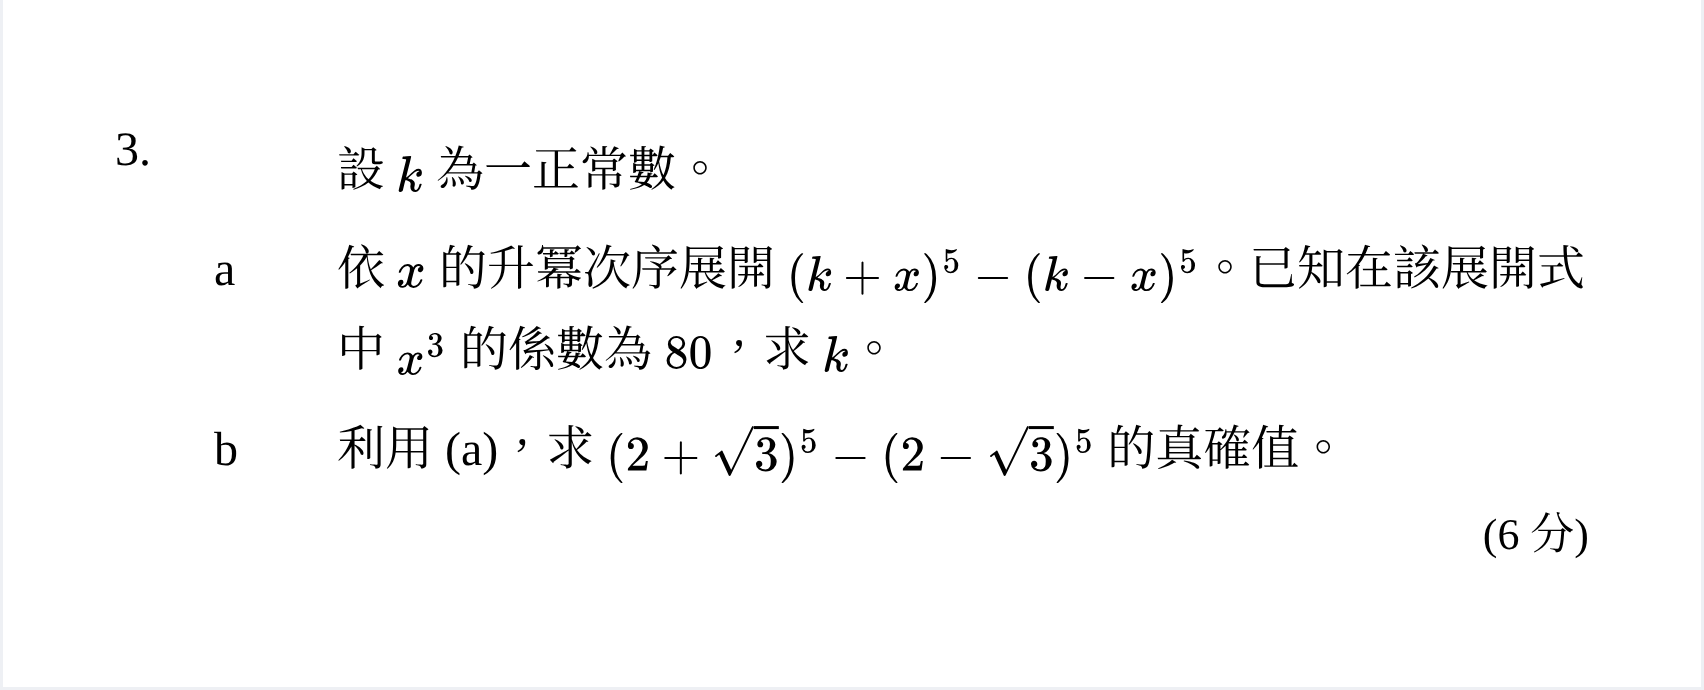 3. 設 k 為一正常數。
a 依 x 的升冪次序展開 (k + x)⁵ − (k − x)⁵。已知在該展開式
中 x³ 的係數為 80，求 k。
b 利用 (a)，求 (2 + √3)⁵ − (2 − √3)⁵ 的真確值。
(6 分)